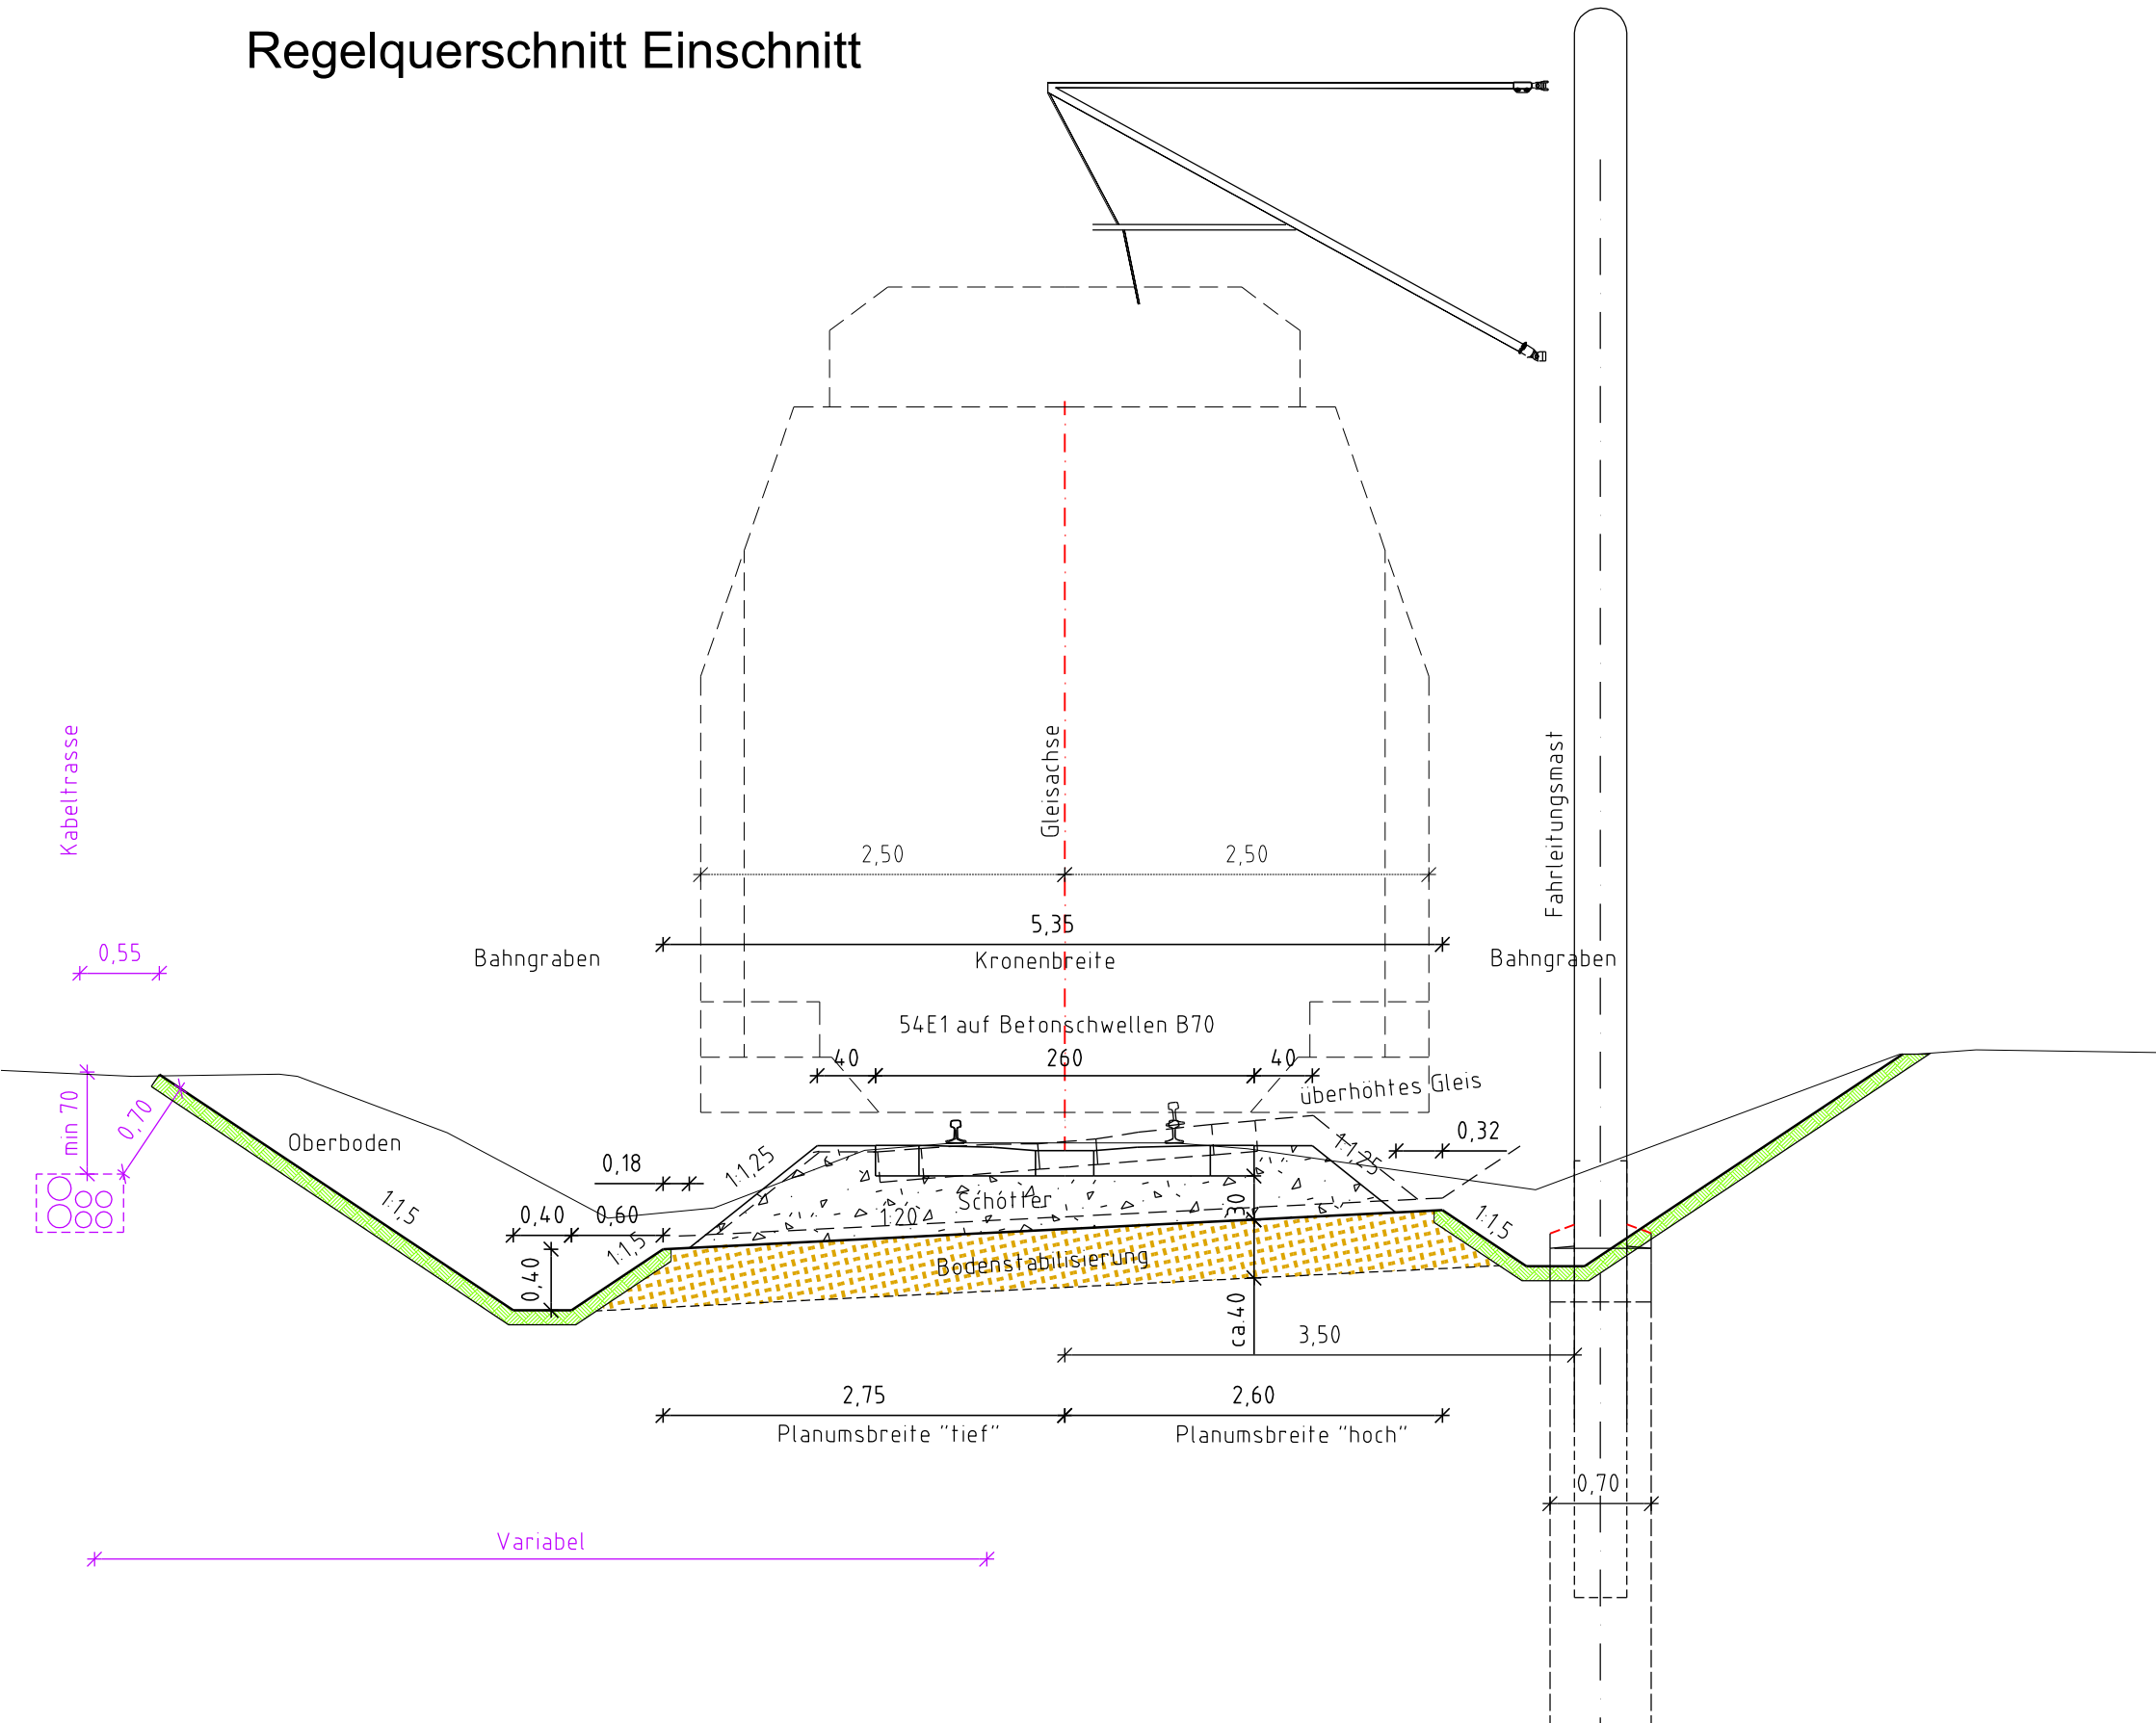 Regelquerschnitt Einschnitt
Kabeltrasse
Gleisachse
Fahrleitungsmast
2,50
2,50
5,35
Kronenbreite
Bahngraben
Bahngraben
0,55
54E1 auf Betonschwellen B70
40
260
40
überhöhtes Gleis
min 70
0,70
Oberboden
0,18
1:1,25
1:1,25
0,32
1:1,5
0,40
0,60
1:1,5
0,40
Schotter
1:20
30
1:1,5
Bodenstabilisierung
ca.40
3,50
2,75
2,60
Planumsbreite "tief"
Planumsbreite "hoch"
0,70
Variabel